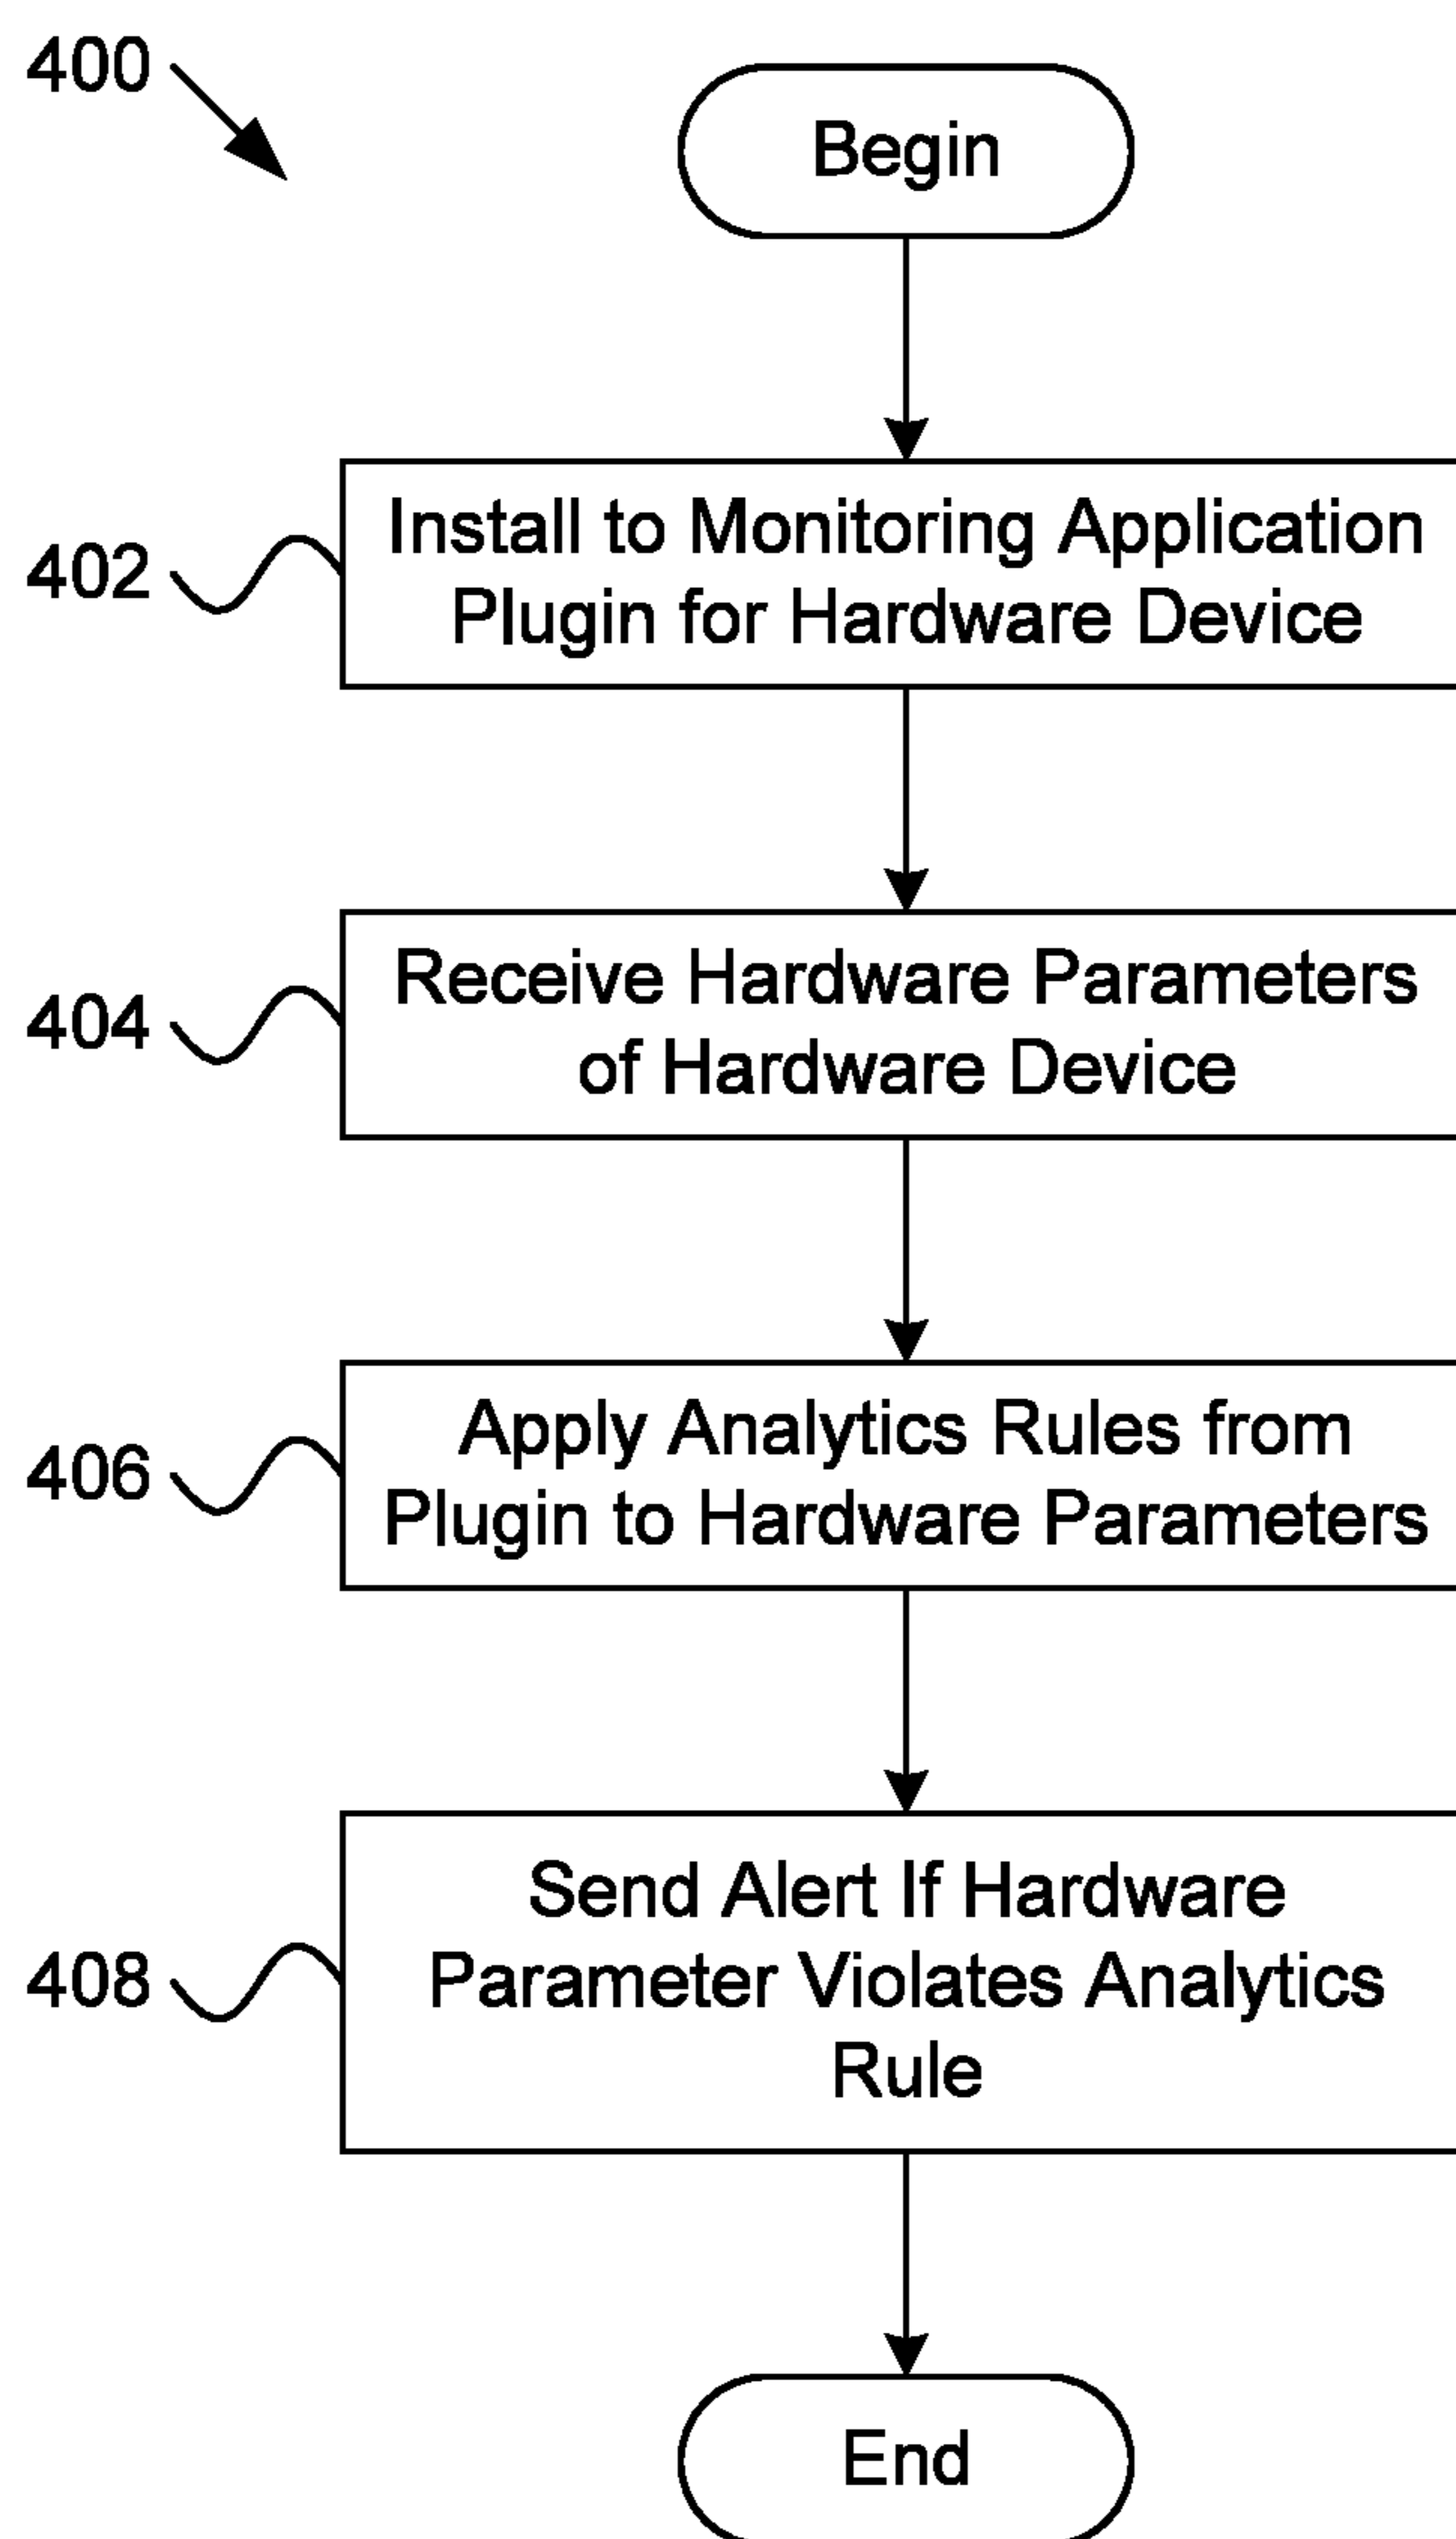 400
Begin
402
Install to Monitoring Application
Plugin for Hardware Device
404
Receive Hardware Parameters
of Hardware Device
406
Apply Analytics Rules from
Plugin to Hardware Parameters
408
Send Alert If Hardware
Parameter Violates Analytics
Rule
End